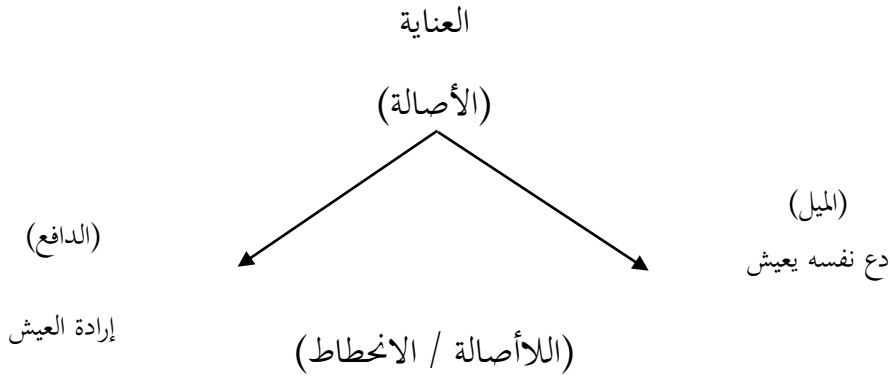 العناية
(الأصالة)
(الميل)
دع نفسه يعيش
(الدافع)
إرادة العيش
(اللاأصالة / الانحطاط)